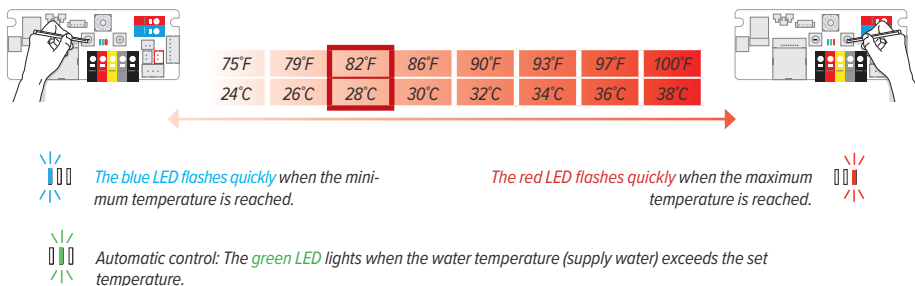 75°F 79°F 82°F 86°F 90°F 93°F 97°F 100°F
24°C 26°C 28°C 30°C 32°C 34°C 36°C 38°C
The blue LED flashes quickly when the mini-
mum temperature is reached.
The red LED flashes quickly when the maximum
temperature is reached.
Automatic control: The green LED lights when the water temperature (supply water) exceeds the set
temperature.